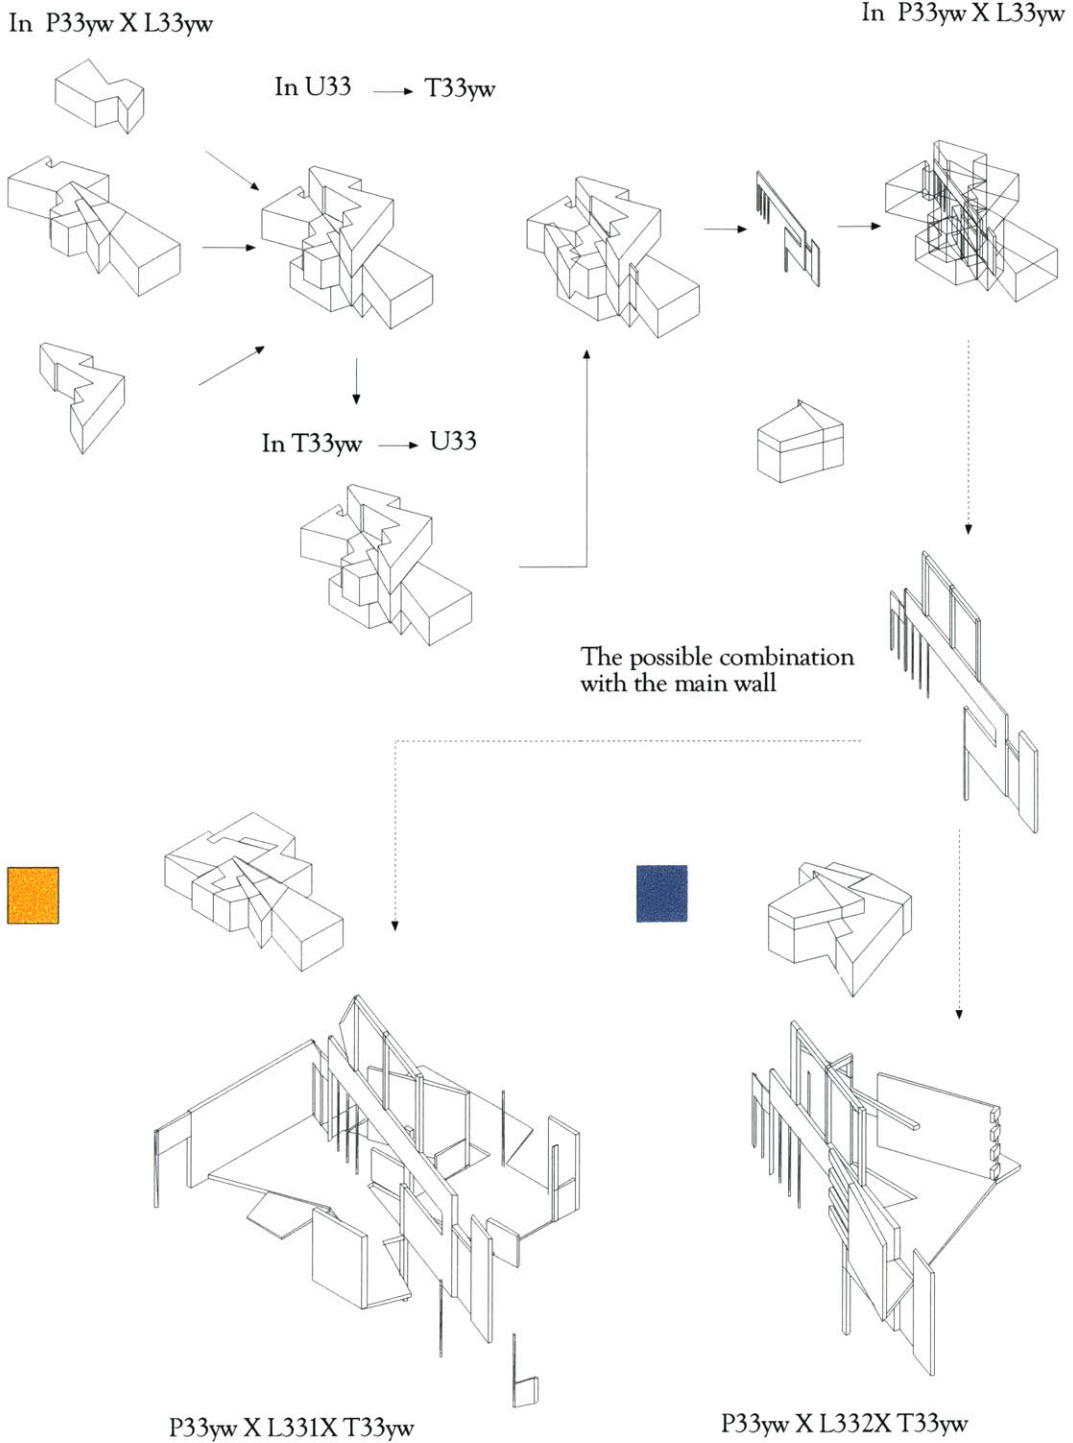 In P33yw X L33yw
In P33yw X L33yw
In U33 → T33yw
In T33yw → U33
The possible combination
with the main wall
P33yw X L331X T33yw
P33yw X L332X T33yw